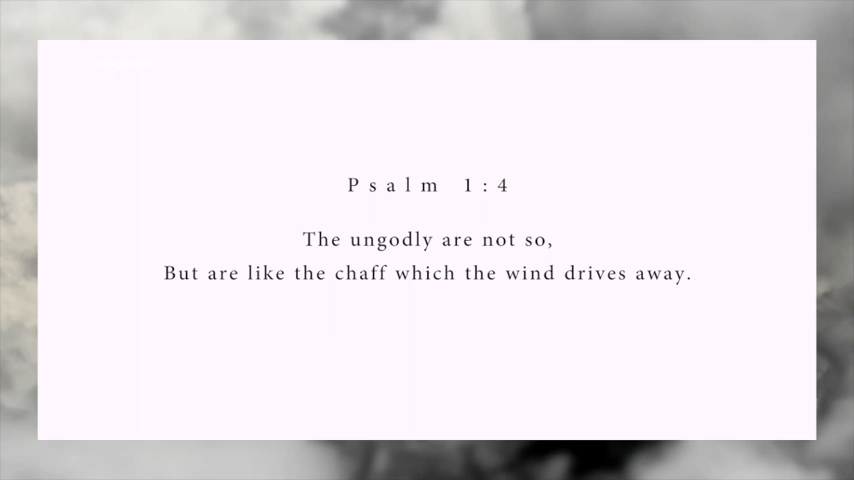 Psalm 1:4
The ungodly are not so,
But are like the chaff which the wind drives away.